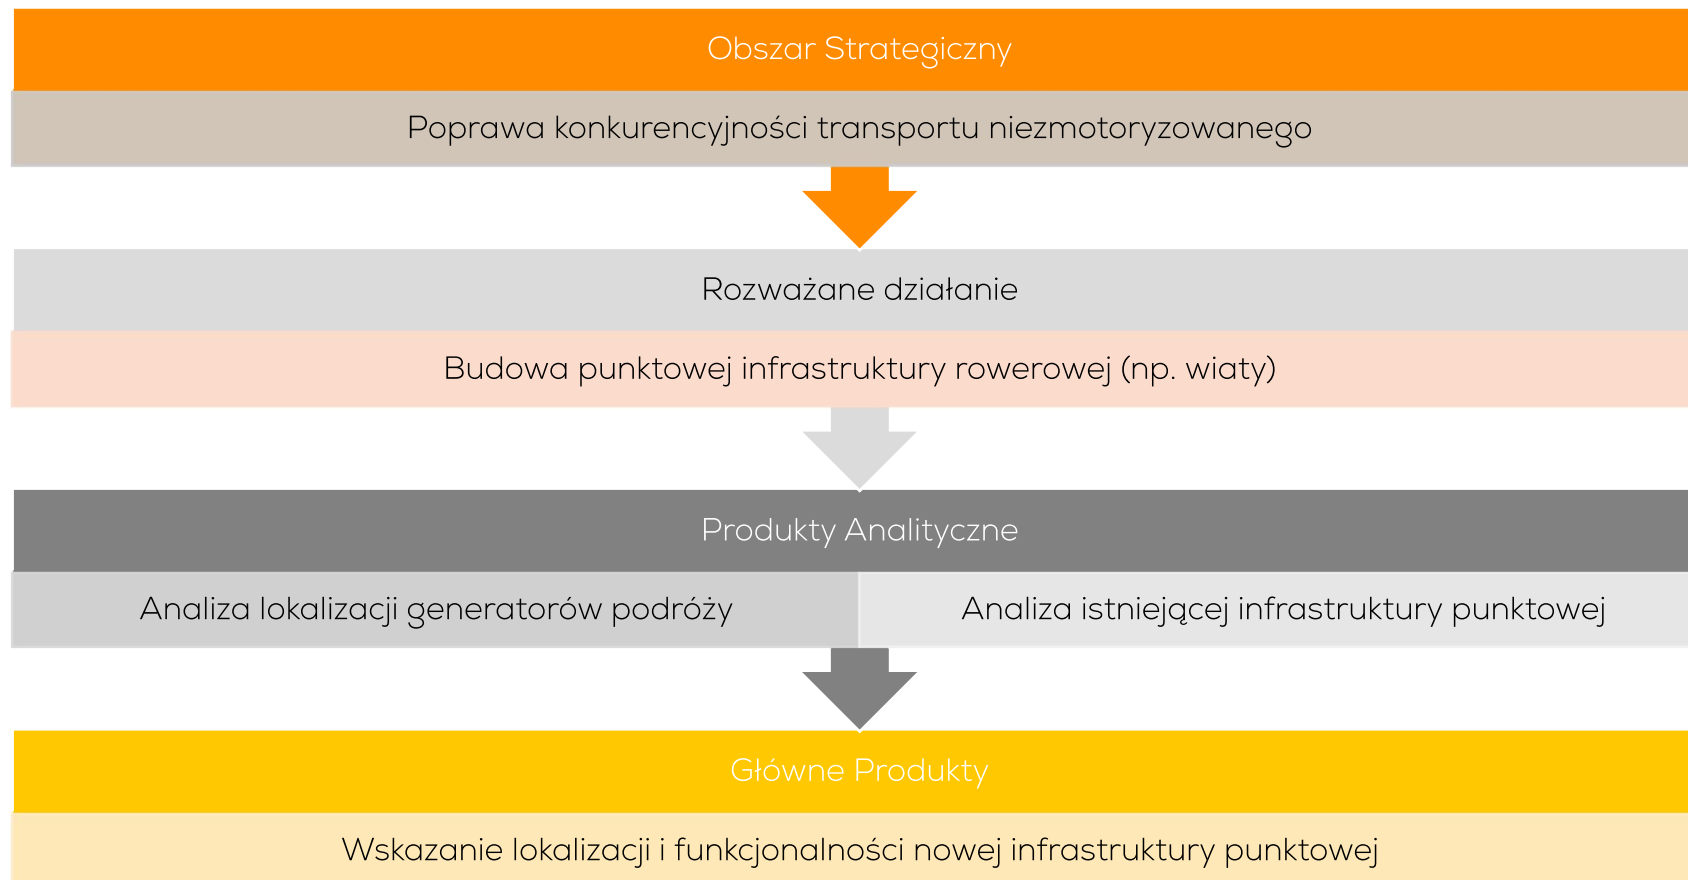 Obszar Strategiczny
Poprawa konkurencyjności transportu niezmotoryzowanego
Rozważane działanie
Budowa punktowej infrastruktury rowerowej (np. wiaty)
Produkty Analityczne
Analiza lokalizacji generatorów podróży
Analiza istniejącej infrastruktury punktowej
Główne Produkty
Wskazanie lokalizacji i funkcjonalności nowej infrastruktury punktowej